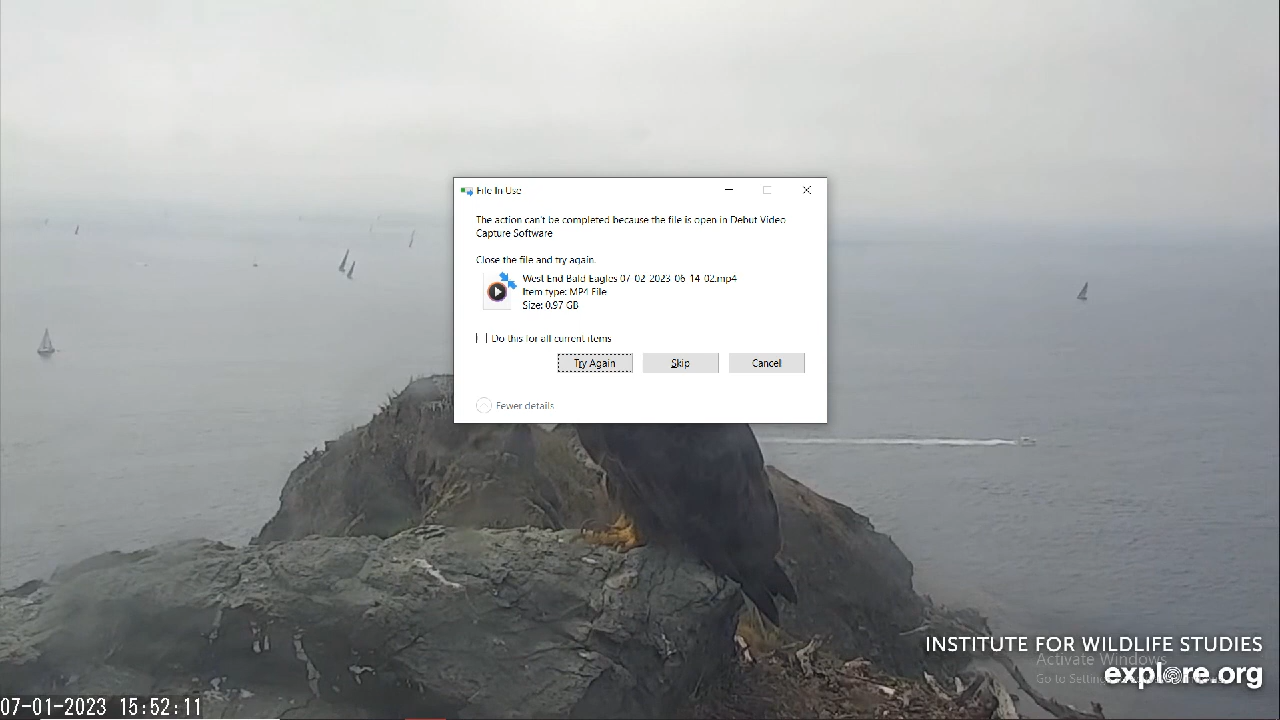 File In Use
The action can't be completed because the file is open in Debut Video
Capture Software
Close the file and try again.
West End Bald Eagles 07-02-2023-06-14-02.mp4
Item type: MP4 File
Size: 0.97 GB
Do this for all current items
Try Again
Skip
Cancel
Fewer details
INSTITUTE FOR WILDLIFE STUDIES
Activate Windows
Go to Settin
explore.org
07-01-2023 15:52:11